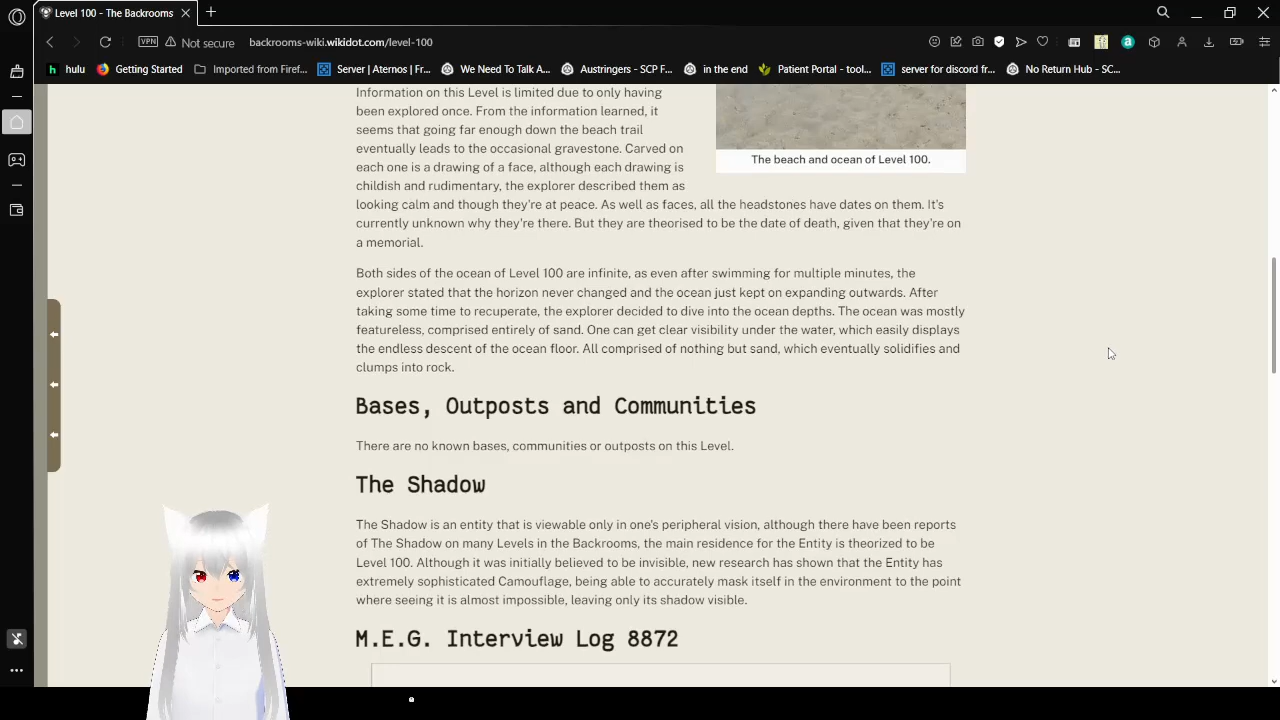 Level 100 - The Backrooms
VPN Not secure backrooms-wiki.wikidot.com/level-100
hulu Getting Started Imported from Firef... Server | Aternos | Fr... We Need To Talk A... Austringers - SCP F... in the end Patient Portal - tool... server for discord fr... No Return Hub - SC...
Information on this Level is limited due to only having
been explored once. From the information learned, it
seems that going far enough down the beach trail
eventually leads to the occasional gravestone. Carved on
each one is a drawing of a face, although each drawing is
childish and rudimentary, the explorer described them as
looking calm and though they're at peace. As well as faces, all the headstones have dates on them. It's
currently unknown why they're there. But they are theorised to be the date of death, given that they're on
a memorial.
The beach and ocean of Level 100.
Both sides of the ocean of Level 100 are infinite, as even after swimming for multiple minutes, the
explorer stated that the horizon never changed and the ocean just kept on expanding outwards. After
taking some time to recuperate, the explorer decided to dive into the ocean depths. The ocean was mostly
featureless, comprised entirely of sand. One can get clear visibility under the water, which easily displays
the endless descent of the ocean floor. All comprised of nothing but sand, which eventually solidifies and
clumps into rock.
Bases, Outposts and Communities
There are no known bases, communities or outposts on this Level.
The Shadow
The Shadow is an entity that is viewable only in one's peripheral vision, although there have been reports
of The Shadow on many Levels in the Backrooms, the main residence for the Entity is theorized to be
Level 100. Although it was initially believed to be invisible, new research has shown that the Entity has
extremely sophisticated Camouflage, being able to accurately mask itself in the environment to the point
where seeing it is almost impossible, leaving only its shadow visible.
M.E.G. Interview Log 8872